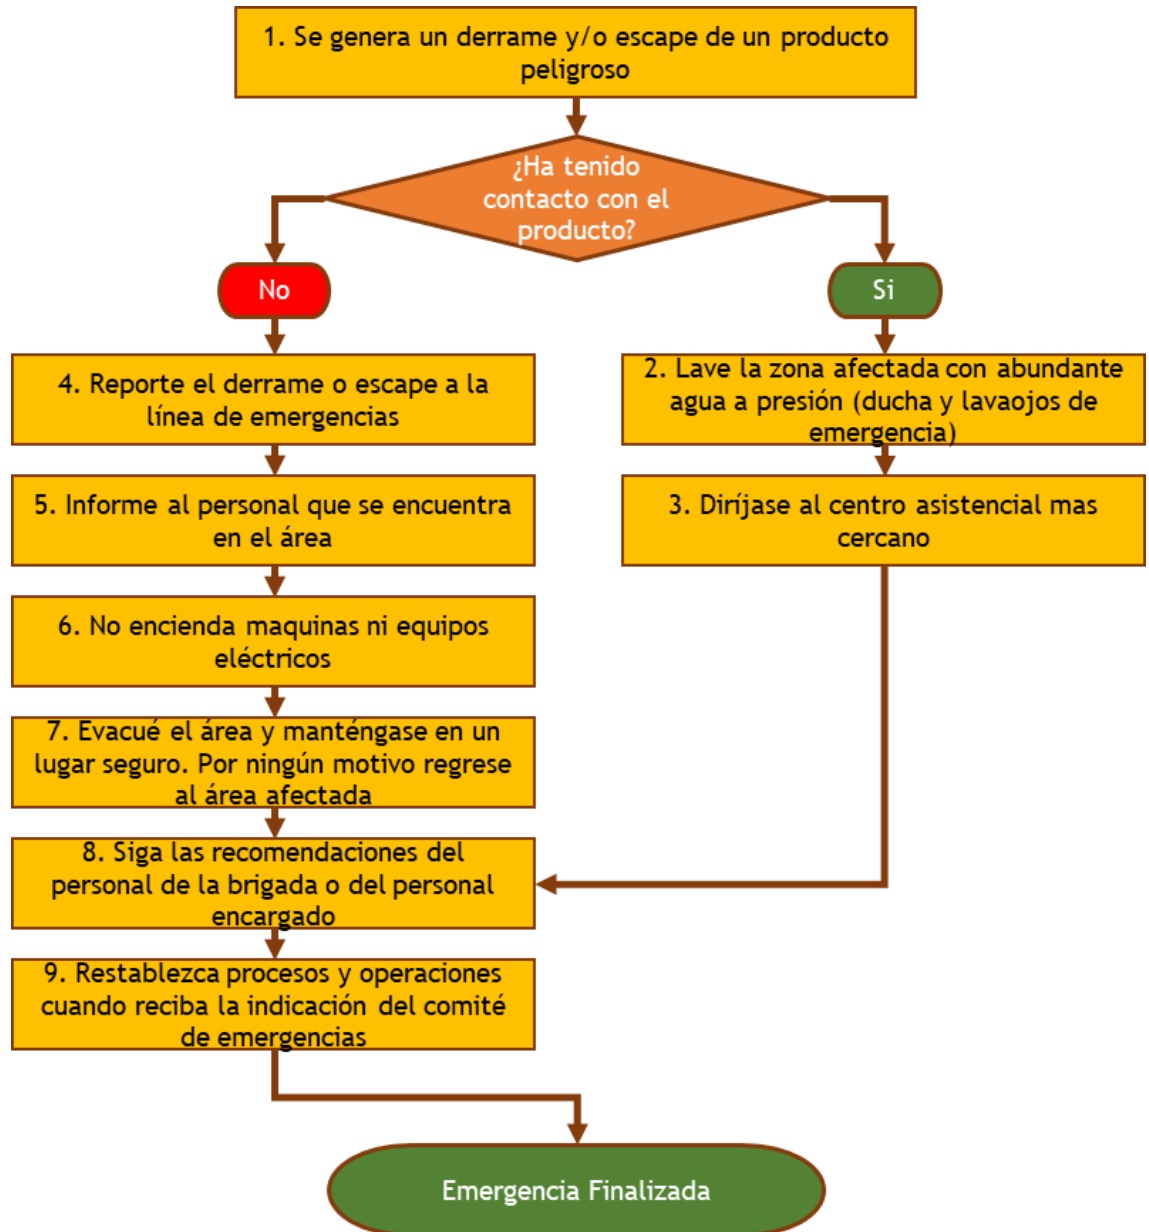 1. Se genera un derrame y/o escape de un producto
peligroso
¿Ha tenido
contacto con el
producto?
No
Si
4. Reporte el derrame o escape a la
línea de emergencias
2. Lave la zona afectada con abundante
agua a presión (ducha y lavaojos de
emergencia)
5. Informe al personal que se encuentra
en el área
3. Diríjase al centro asistencial mas
cercano
6. No encienda maquinas ni equipos
eléctricos
7. Evacué el área y manténgase en un
lugar seguro. Por ningún motivo regrese
al área afectada
8. Siga las recomendaciones del
personal de la brigada o del personal
encargado
9. Restablezca procesos y operaciones
cuando reciba la indicación del comité
de emergencias
Emergencia Finalizada